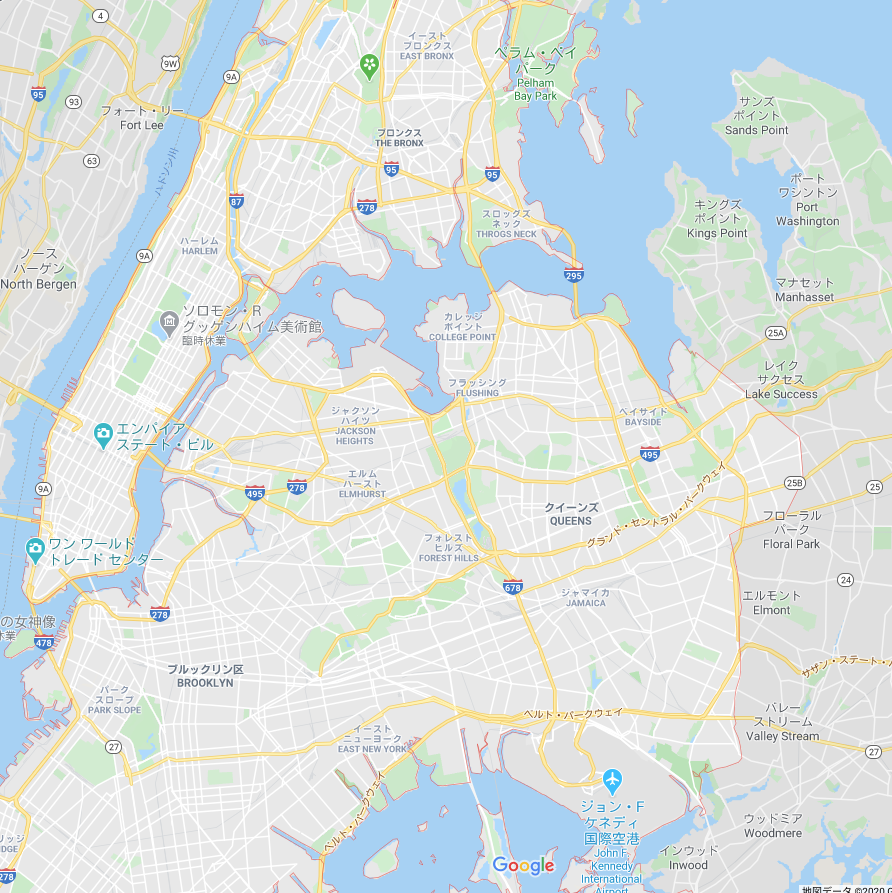 4
イースト
ブロンクス
EAST BRONX
ペラム・ベイ
パーク
Pelham
Bay Park
9W
9A
95
93
フォート・リー
Fort Lee
サンズ
ポイント
Sands Point
ブロンクス
THE BRONX
63
ハドソン川
95
95
87
278
ポート
ワシントン
Port
Washington
キングズ
ポイント
Kings Point
スロッグズ
ネック
THROGS NECK
ハーレム
HARLEM
9A
ノース
バーゲン
North Bergen
295
マナセット
Manhasset
ソロモン・R
グッゲンハイム美術館
臨時休業
カレッジ
ポイント
COLLEGE POINT
25A
レイク
サクセス
Lake Success
フラッシング
FLUSHING
ジャクソン
ハイツ
JACKSON
HEIGHTS
ベイサイド
BAYSIDE
エンパイア
ステート・ビル
495
エルム
ハースト
ELMHURST
278
495
9A
25B
25
クイーンズ
QUEENS
グランド・セントラル・パークウェイ
フローラル
パーク
Floral Park
ワン ワールド
トレード センター
フォレスト
ヒルズ
FOREST HILLS
678
ジャマイカ
JAMAICA
24
エルモント
Elmont
278
の女神像
休業
478
ブルックリン区
BROOKLYN
サザン・ステート・パ
パーク
スロープ
PARK SLOPE
ベルト・パークウェイ
バレー
ストリーム
Valley Stream
イースト
ニューヨーク
EAST NEW YORK
27
27
ベルト・パークウェイ
ジョン・F
ケネディ
国際空港
John F.
Kennedy
International
Airport
ウッドミア
Woodmere
インウッド
Inwood
リッジ
DGE
278
Google
地図データ ©2020 G